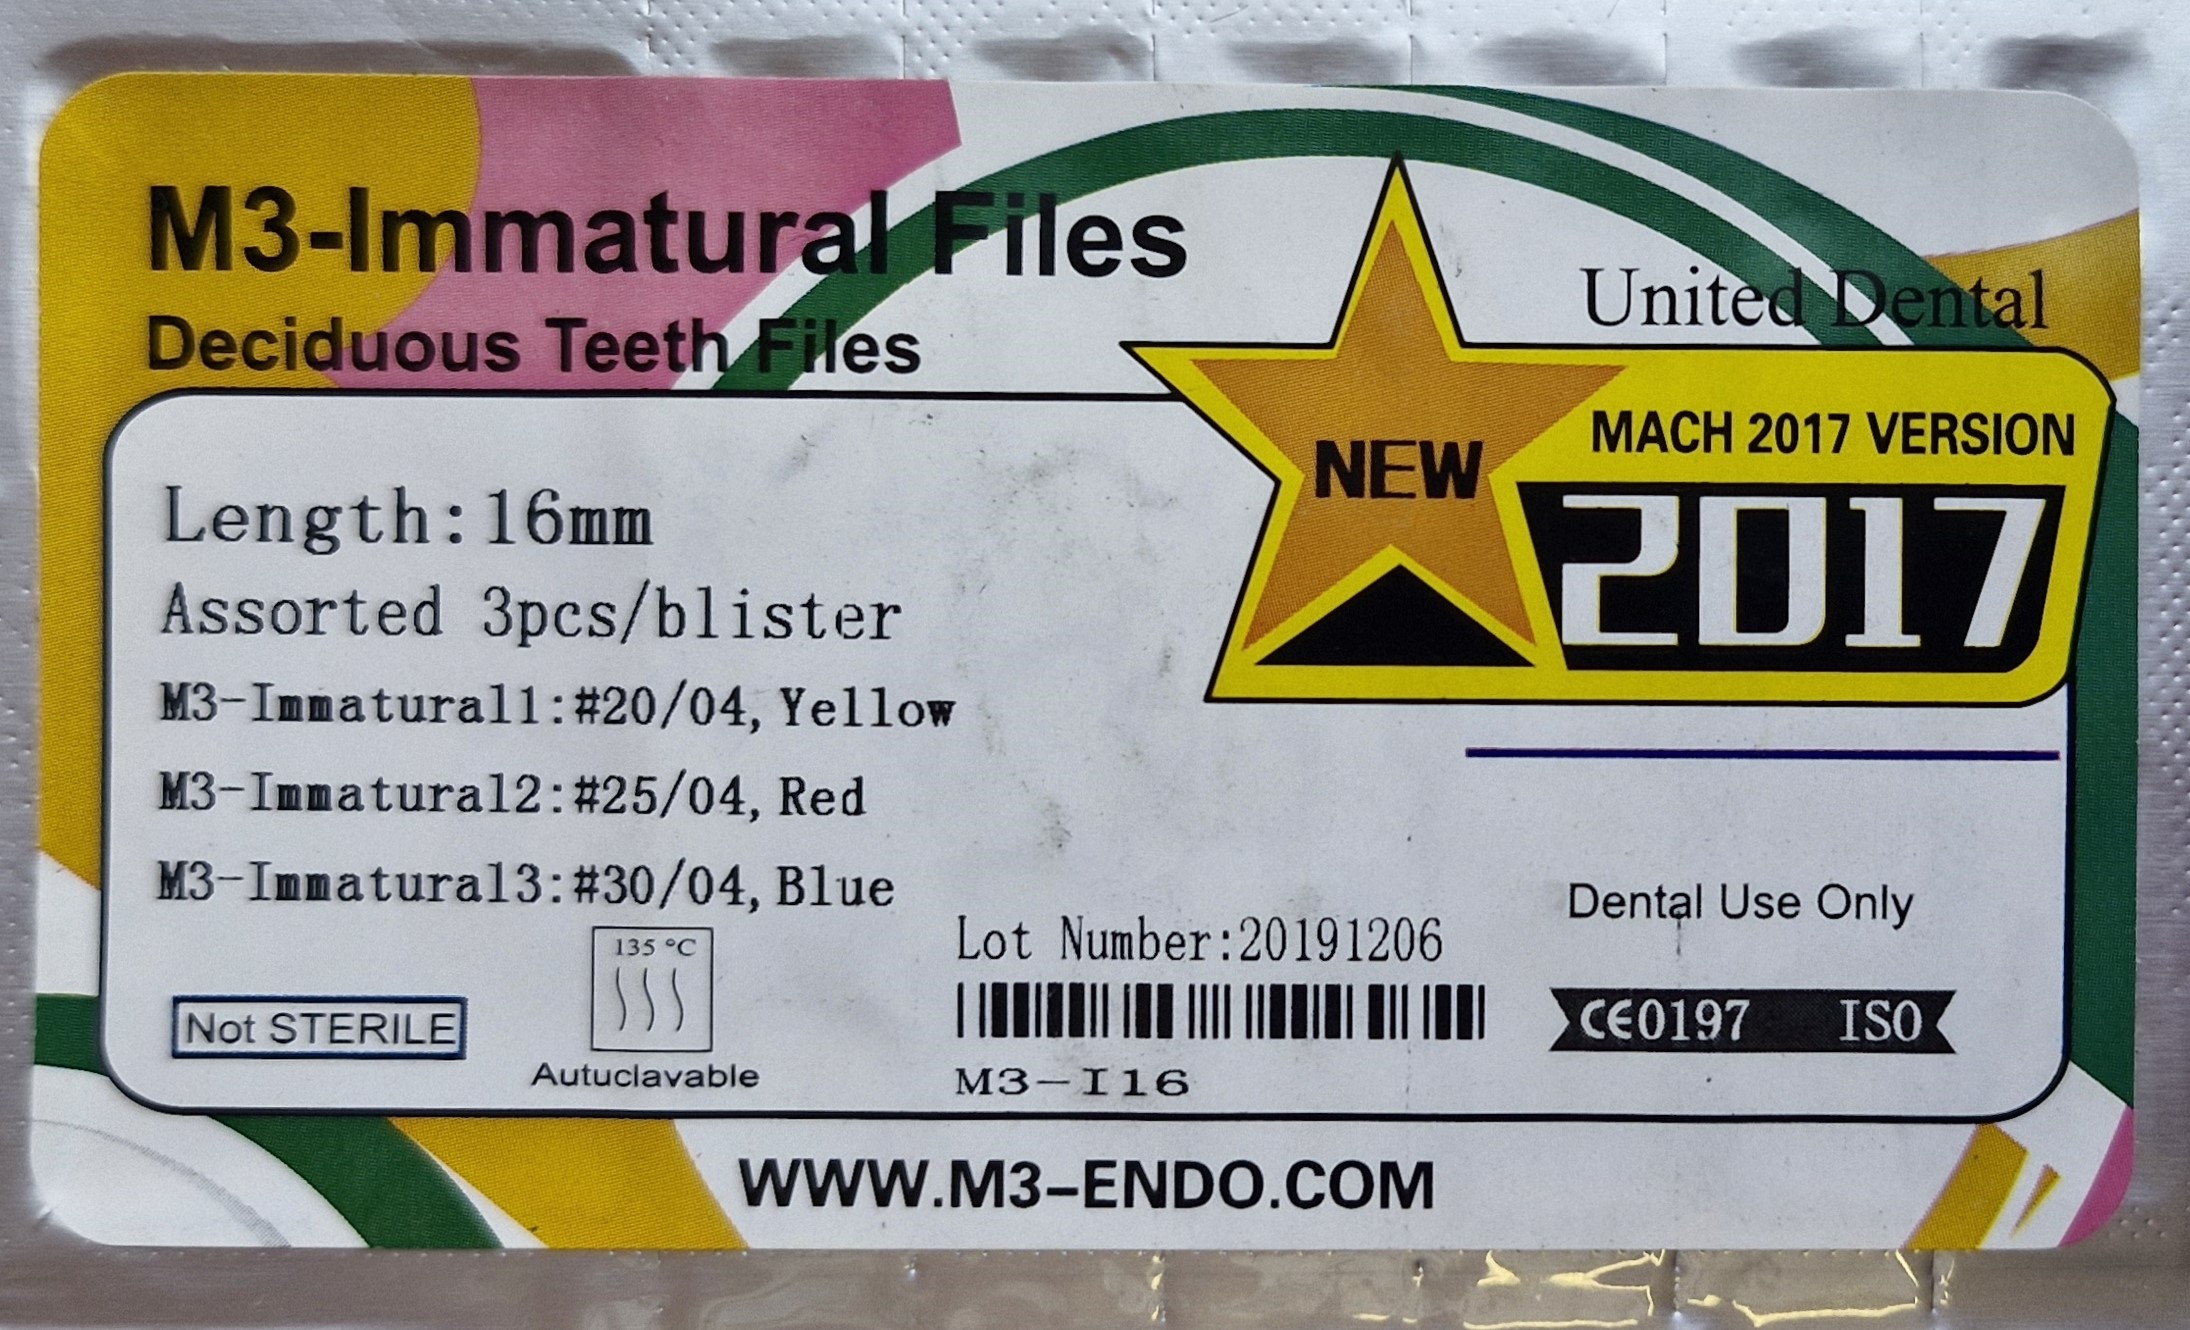 M3-Immatural Files
Deciduous Teeth Files
United Dental
NEW
MACH 2017 VERSION
2017
Length:16mm
Assorted 3pcs/blister
M3-Immatural1:#20/04, Yellow
M3-Immatural2:#25/04, Red
M3-Immatural3:#30/04, Blue
Dental Use Only
135 °C
Lot Number:20191206
Not STERILE
CE0197 ISO
Autuclavable
M3-I16
WWW.M3-ENDO.COM